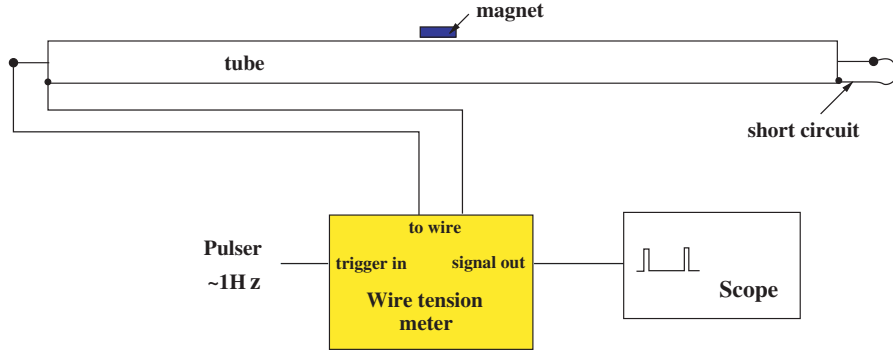 magnet
tube
short circuit
to wire
Pulser
~1H z
trigger in
signal out
Wire tension
meter
Scope